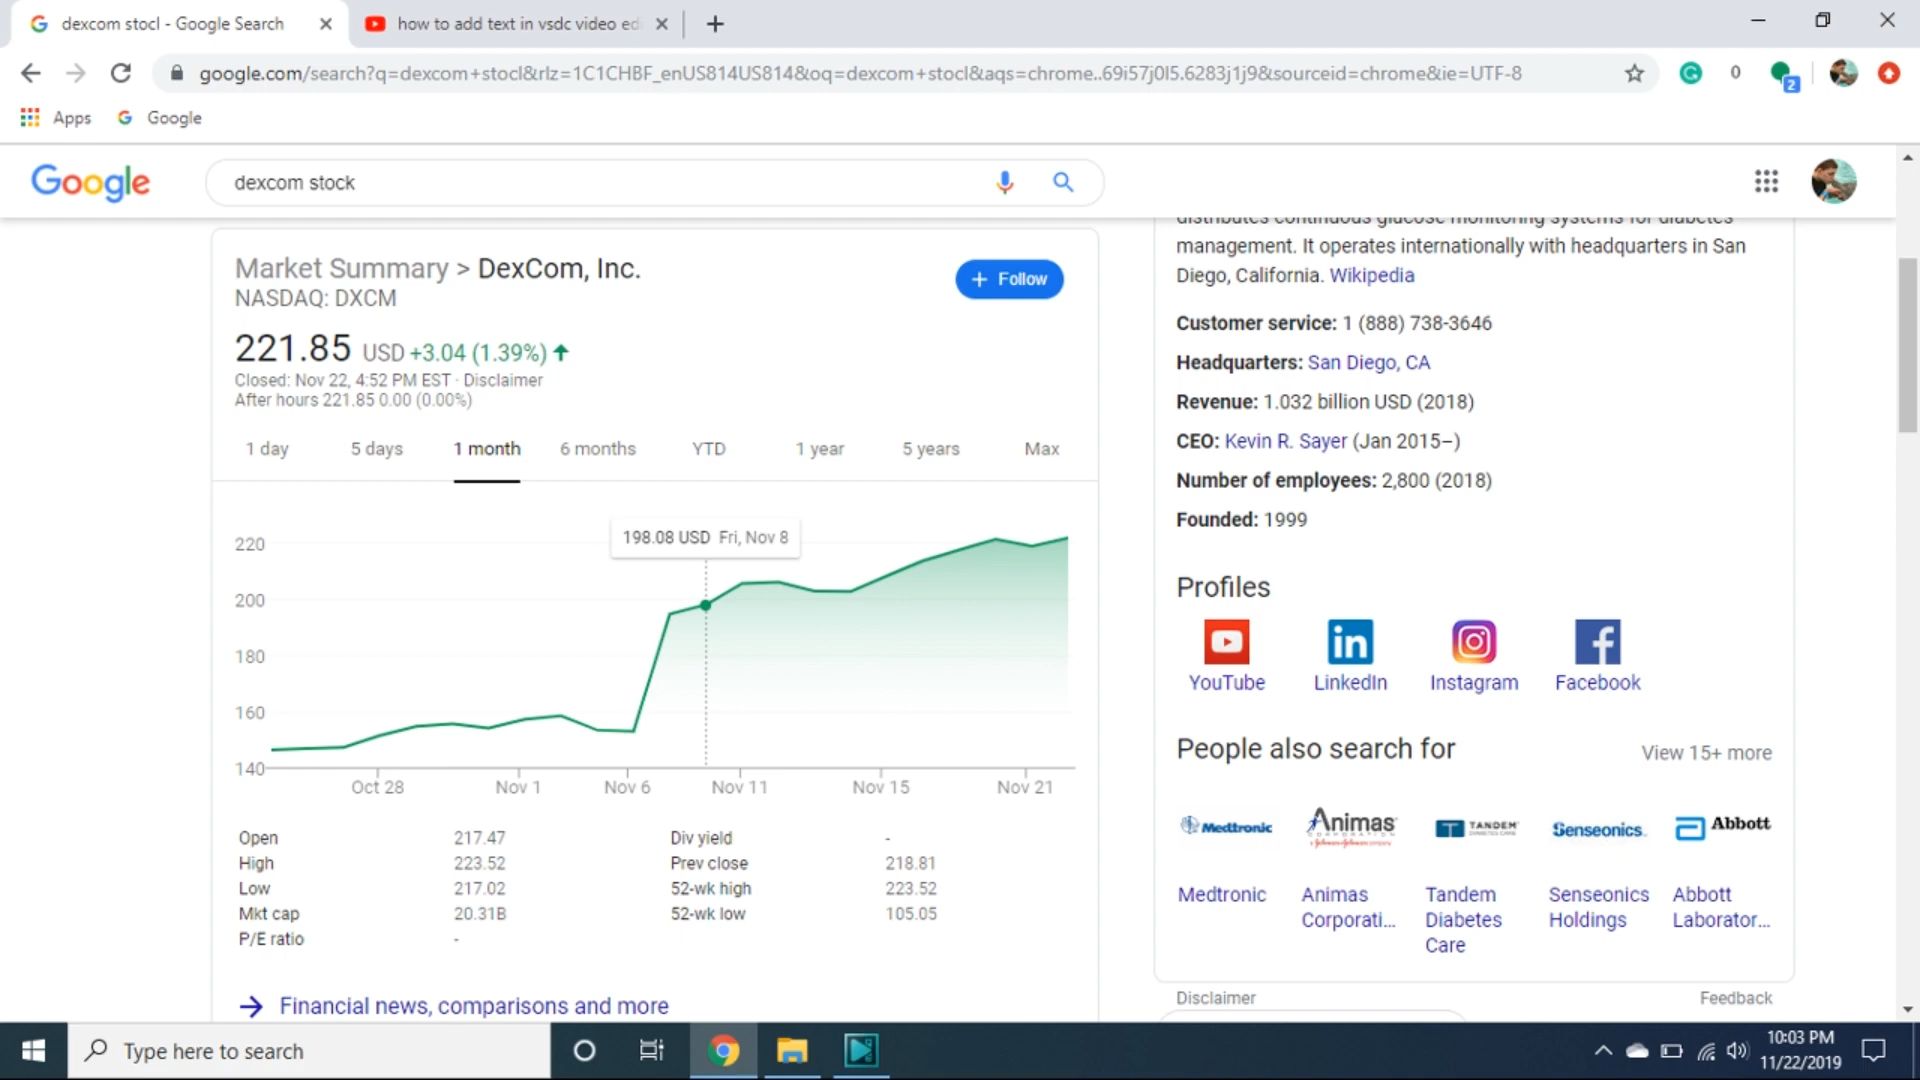 dexcom stocl - Google Search
how to add text in vsdc video ed
google.com/search?q=dexcom+stocl&rlz=1C1CHBF_enUS814US814&oq=dexcom+stocl&aqs=chrome..69i57j0l5.6283j1j9&sourceid=chrome&ie=UTF-8
0
2
Apps
Google
Google
dexcom stock
Market Summary > DexCom, Inc.
NASDAQ: DXCM
+ Follow
221.85 USD +3.04 (1.39%)
Closed: Nov 22, 4:52 PM EST · Disclaimer
After hours 221.85 0.00 (0.00%)
1 day 5 days 1 month 6 months YTD 1 year 5 years Max
198.08 USD Fri, Nov 8
220
200
180
160
140
Oct 28 Nov 1 Nov 6 Nov 11 Nov 15 Nov 21
Open 217.47 Div yield -
High 223.52 Prev close 218.81
Low 217.02 52-wk high 223.52
Mkt cap 20.31B 52-wk low 105.05
P/E ratio -
Financial news, comparisons and more
distributes continuous glucose monitoring systems for diabetes
management. It operates internationally with headquarters in San
Diego, California. Wikipedia
Customer service: 1 (888) 738-3646
Headquarters: San Diego, CA
Revenue: 1.032 billion USD (2018)
CEO: Kevin R. Sayer (Jan 2015–)
Number of employees: 2,800 (2018)
Founded: 1999
Profiles
YouTube LinkedIn Instagram Facebook
People also search for
View 15+ more
Medtronic Animas TANDEM Senseonics Abbott
Medtronic
Animas
Corporati...
Tandem
Diabetes
Care
Senseonics
Holdings
Abbott
Laborator...
Disclaimer
Feedback
Type here to search
10:03 PM
11/22/2019